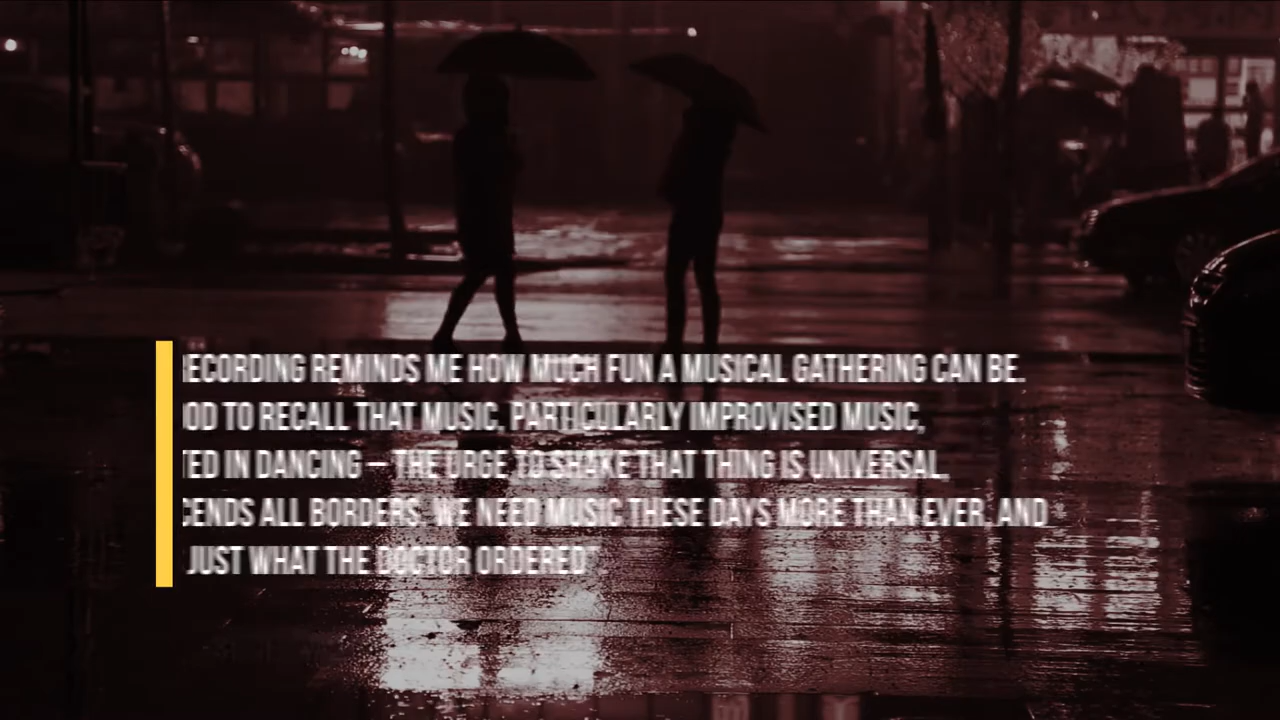 ECORDING REMINDS ME HOW MUCH FUN A MUSICAL GATHERING CAN BE.
OD TO RECALL THAT MUSIC, PARTICULARLY IMPROVISED MUSIC,
TED IN DANCING – THE URGE TO SHAKE THAT THING IS UNIVERSAL,
CENDS ALL BORDERS. WE NEED MUSIC THESE DAYS MORE THAN EVER, AND
JUST WHAT THE DOCTOR ORDERED"